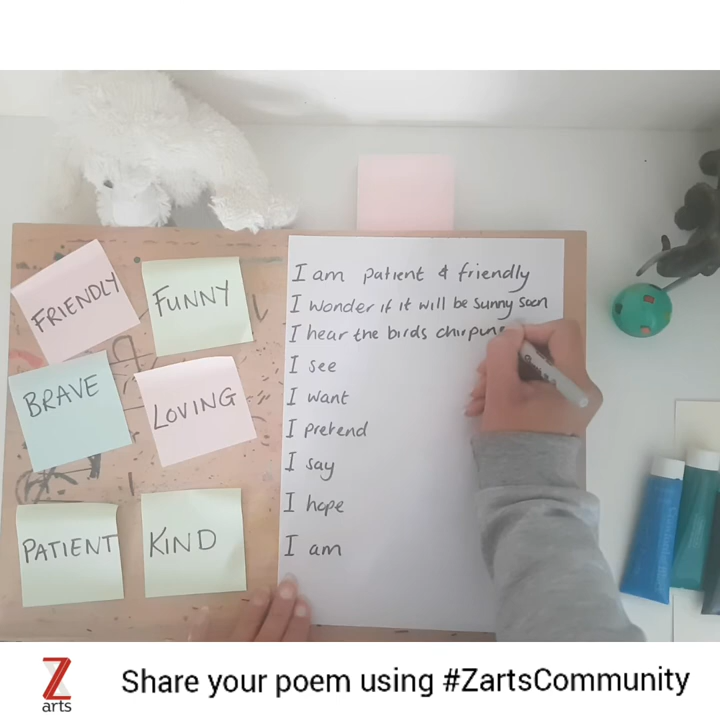 FRIENDLY
FUNNY
BRAVE
LOVING
PATIENT
KIND
I am patient & friendly
I wonder if it will be sunny soon
I hear the birds chirping
I see
I want
I pretend
I say
I hope
I am
Z
arts
Share your poem using #ZartsCommunity